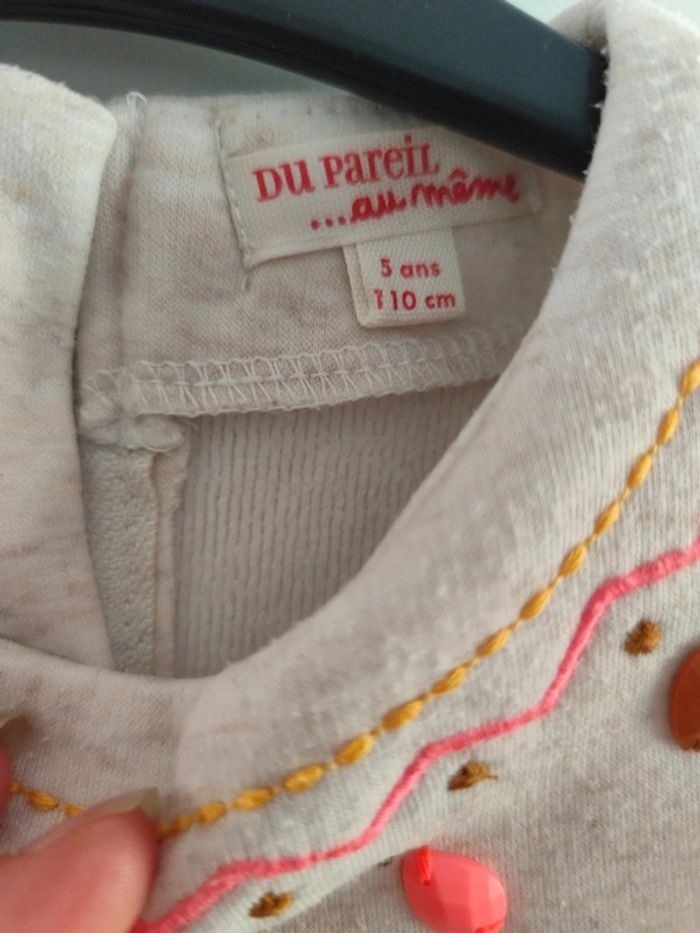 DU PAREIL
...au même
5 ans
110 cm